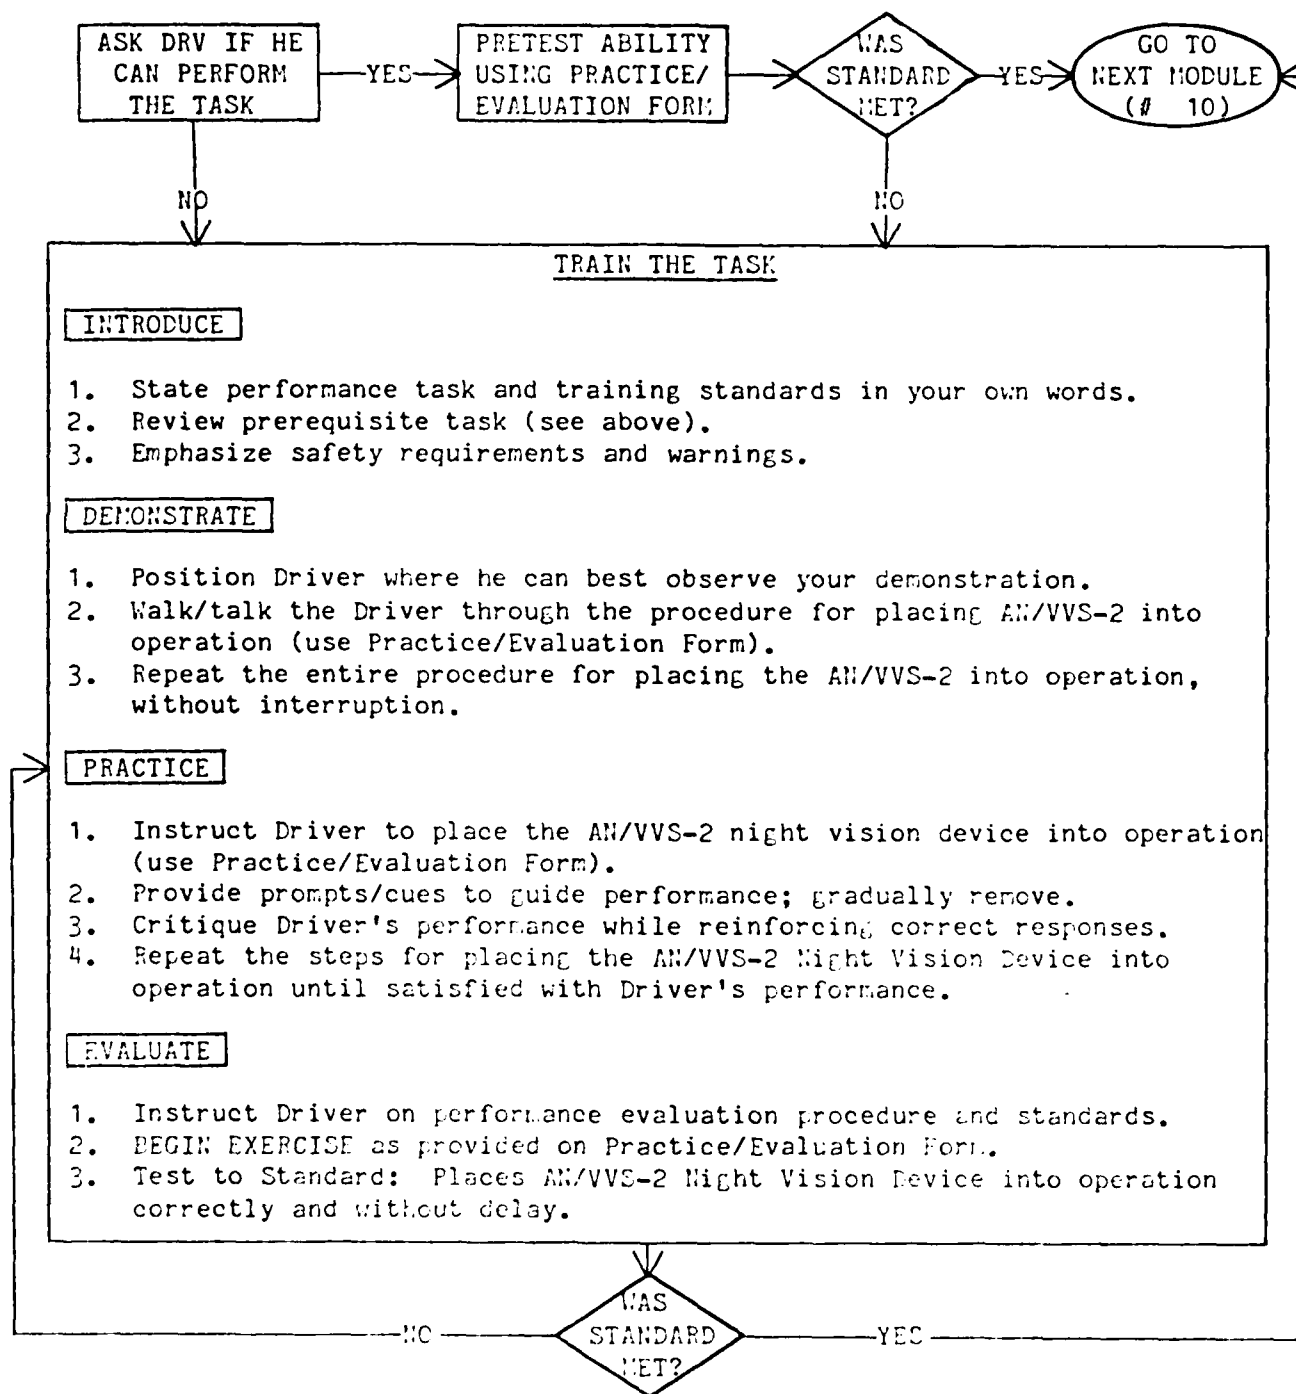 ASK DRV IF HE
CAN PERFORM
THE TASK
YES
PRETEST ABILITY
USING PRACTICE/
EVALUATION FORM
WAS
STANDARD
MET?
YES
GO TO
NEXT MODULE
(# 10)
NO
NO
TRAIN THE TASK
INTRODUCE
1. State performance task and training standards in your own words.
2. Review prerequisite task (see above).
3. Emphasize safety requirements and warnings.
DEMONSTRATE
1. Position Driver where he can best observe your demonstration.
2. Walk/talk the Driver through the procedure for placing AN/VVS-2 into
operation (use Practice/Evaluation Form).
3. Repeat the entire procedure for placing the AN/VVS-2 into operation,
without interruption.
PRACTICE
1. Instruct Driver to place the AN/VVS-2 night vision device into operation
(use Practice/Evaluation Form).
2. Provide prompts/cues to guide performance; gradually remove.
3. Critique Driver's performance while reinforcing correct responses.
4. Repeat the steps for placing the AN/VVS-2 Night Vision Device into
operation until satisfied with Driver's performance.
EVALUATE
1. Instruct Driver on performance evaluation procedure and standards.
2. BEGIN EXERCISE as provided on Practice/Evaluation Form.
3. Test to Standard: Places AN/VVS-2 Night Vision Device into operation
correctly and without delay.
WAS
STANDARD
MET?
NO
YES